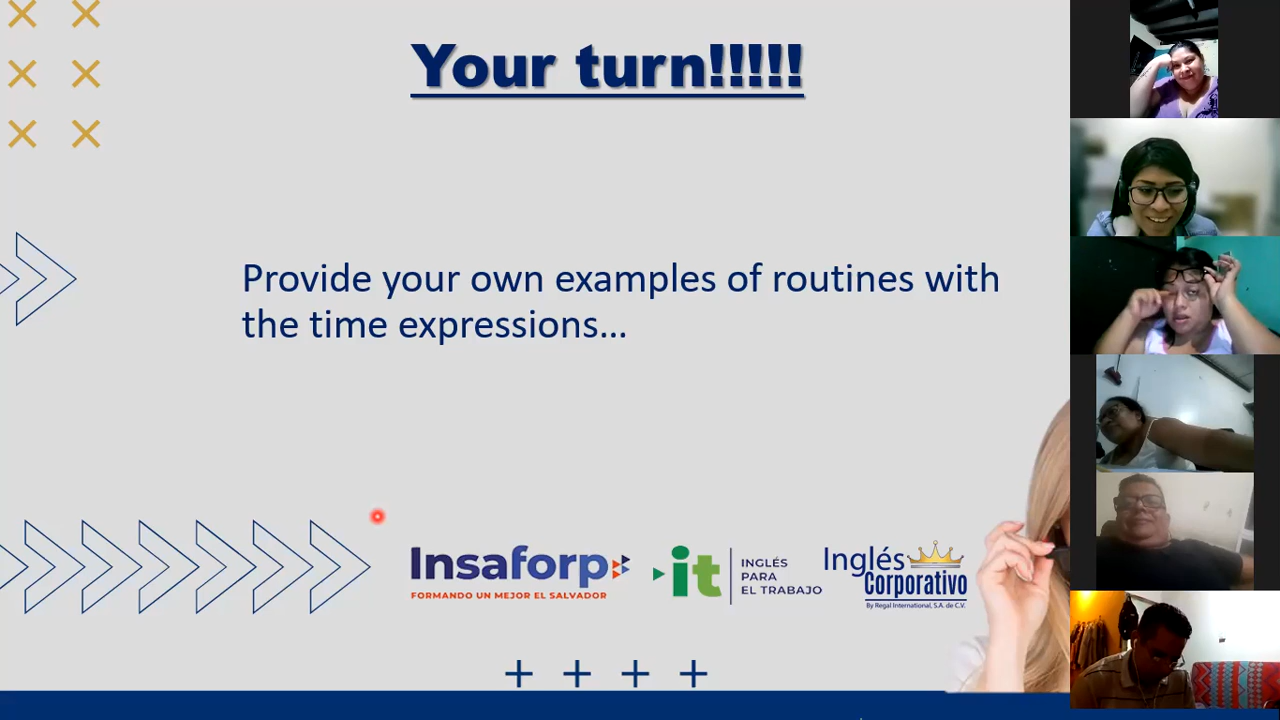 Your turn!!!!!
Provide your own examples of routines with
the time expressions...
Insaforp
FORMANDO UN MEJOR EL SALVADOR
it
INGLÉS
PARA
EL TRABAJO
Inglés
Corporativo
By Regal International, S.A. de C.V.